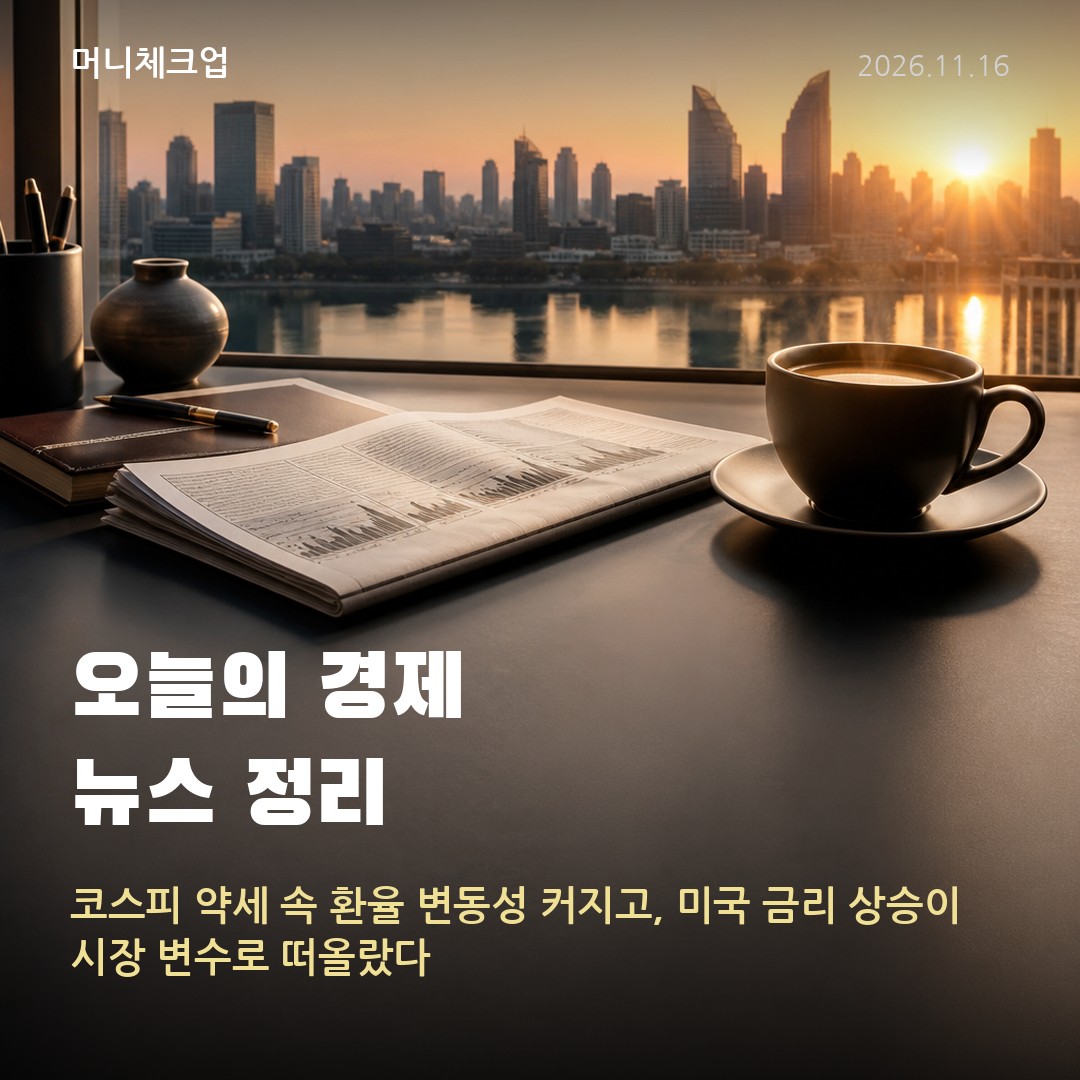 머니체크업
2026.11.16
오늘의 경제
뉴스 정리
코스피 약세 속 환율 변동성 커지고, 미국 금리 상승이
시장 변수로 떠올랐다